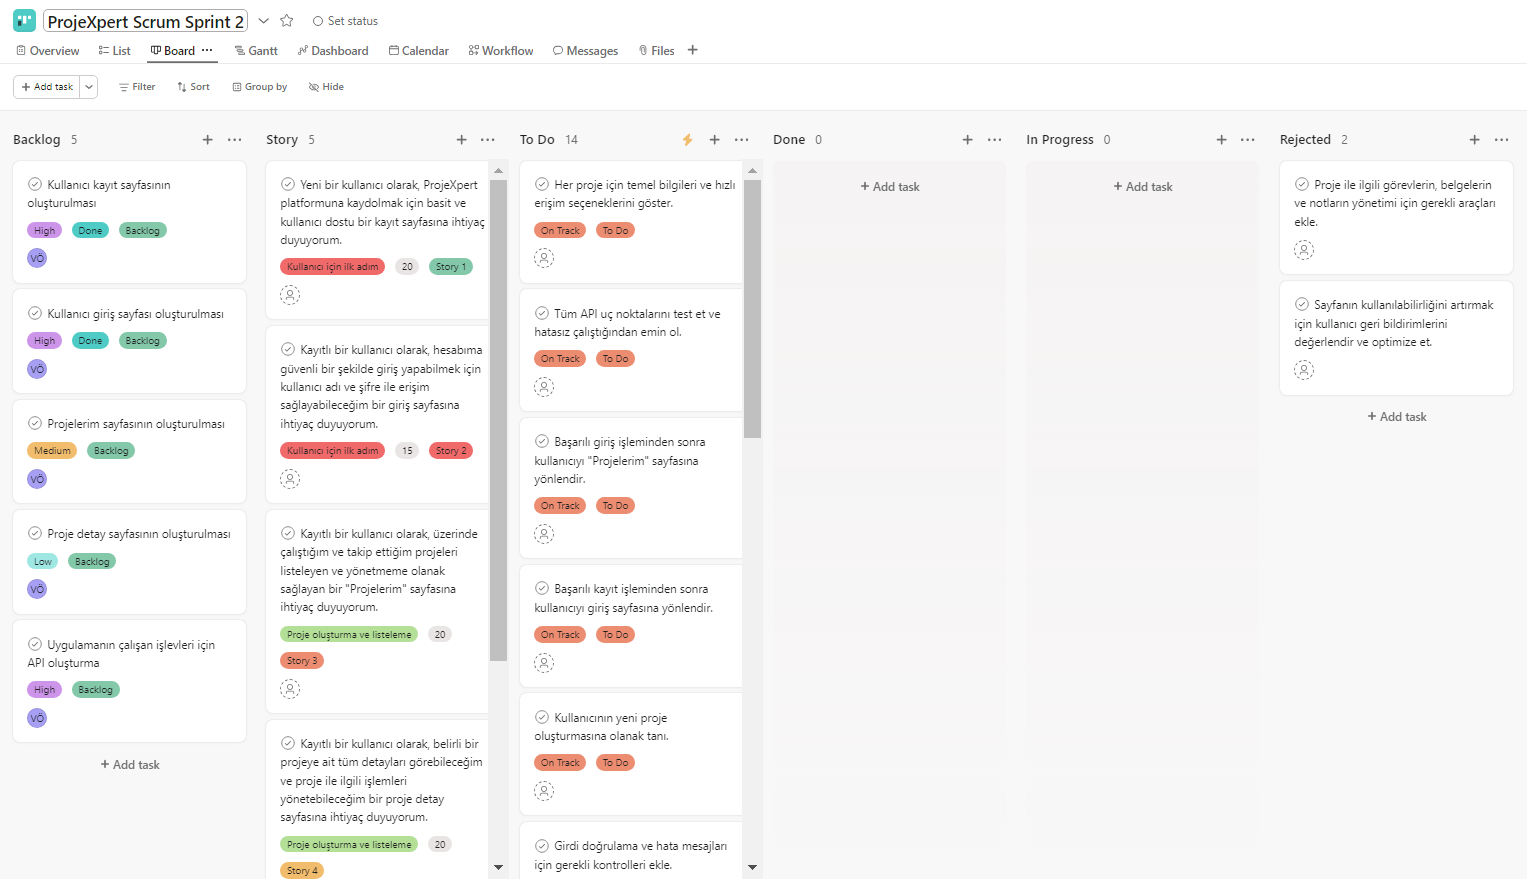 ProjeXpert Scrum Sprint 2
Set status
Overview
List
Board
Gantt
Dashboard
Calendar
Workflow
Messages
Files
Add task
Filter
Sort
Group by
Hide
Backlog 5
Kullanıcı kayıt sayfasının
oluşturulması
High Done Backlog
VÖ
Kullanıcı giriş sayfası oluşturulması
High Done Backlog
VÖ
Projelerim sayfasının oluşturulması
Medium Backlog
VÖ
Proje detay sayfasının oluşturulması
Low Backlog
VÖ
Uygulamanın çalışan işlevleri için
API oluşturma
High Backlog
VÖ
+ Add task
Story 5
Yeni bir kullanıcı olarak, ProjeXpert
platformuna kaydolmak için basit ve
kullanıcı dostu bir kayıt sayfasına ihtiyaç
duyuyorum.
Kullanıcı için ilk adım 20 Story 1
Kayıtlı bir kullanıcı olarak, hesabıma
güvenli bir şekilde giriş yapabilmek için
kullanıcı adı ve şifre ile erişim
sağlayabileceğim bir giriş sayfasına
ihtiyaç duyuyorum.
Kullanıcı için ilk adım 15 Story 2
Kayıtlı bir kullanıcı olarak, üzerinde
çalıştığım ve takip ettiğim projeleri
listeleyen ve yönetmeme olanak
sağlayan bir "Projelerim" sayfasına
ihtiyaç duyuyorum.
Proje oluşturma ve listeleme 20
Story 3
Kayıtlı bir kullanıcı olarak, belirli bir
projeye ait tüm detayları görebileceğim
ve proje ile ilgili işlemleri
yönetebileceğim bir proje detay
sayfasına ihtiyaç duyuyorum.
Proje oluşturma ve listeleme 20
Story 4
To Do 14
Her proje için temel bilgileri ve hızlı
erişim seçeneklerini göster.
On Track To Do
Tüm API uç noktalarını test et ve
hatasız çalıştığından emin ol.
On Track To Do
Başarılı giriş işleminden sonra
kullanıcıyı "Projelerim" sayfasına
yönlendir.
On Track To Do
Başarılı kayıt işleminden sonra
kullanıcıyı giriş sayfasına yönlendir.
On Track To Do
Kullanıcının yeni proje
oluşturmasına olanak tanı.
On Track To Do
Girdi doğrulama ve hata mesajları
için gerekli kontrolleri ekle.
Done 0
+ Add task
In Progress 0
+ Add task
Rejected 2
Proje ile ilgili görevlerin, belgelerin
ve notların yönetimi için gerekli araçları
ekle.
Sayfanın kullanılabilirliğini artırmak
için kullanıcı geri bildirimlerini
değerlendir ve optimize et.
+ Add task